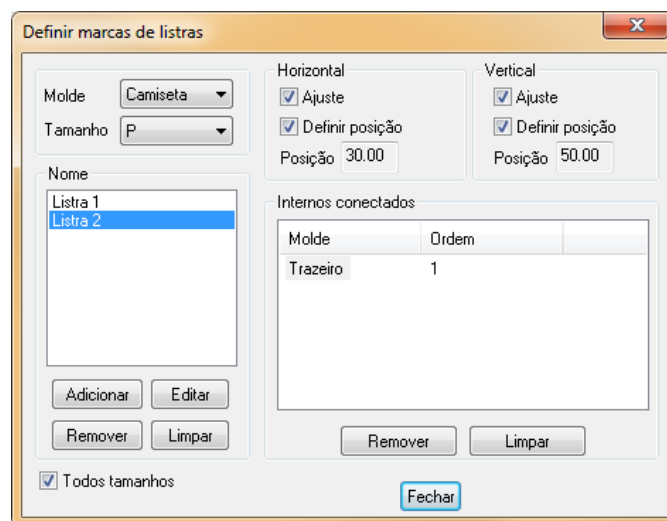 Definir marcas de listras
Molde Camiseta
Tamanho P
Horizontal
Ajuste
Definir posição
Posição 30.00
Vertical
Ajuste
Definir posição
Posição 50.00
Nome
Listra 1
Listra 2
Adicionar Editar
Remover Limpar
Internos conectados
Molde Ordem
Trazeiro 1
Remover Limpar
Todos tamanhos
Fechar